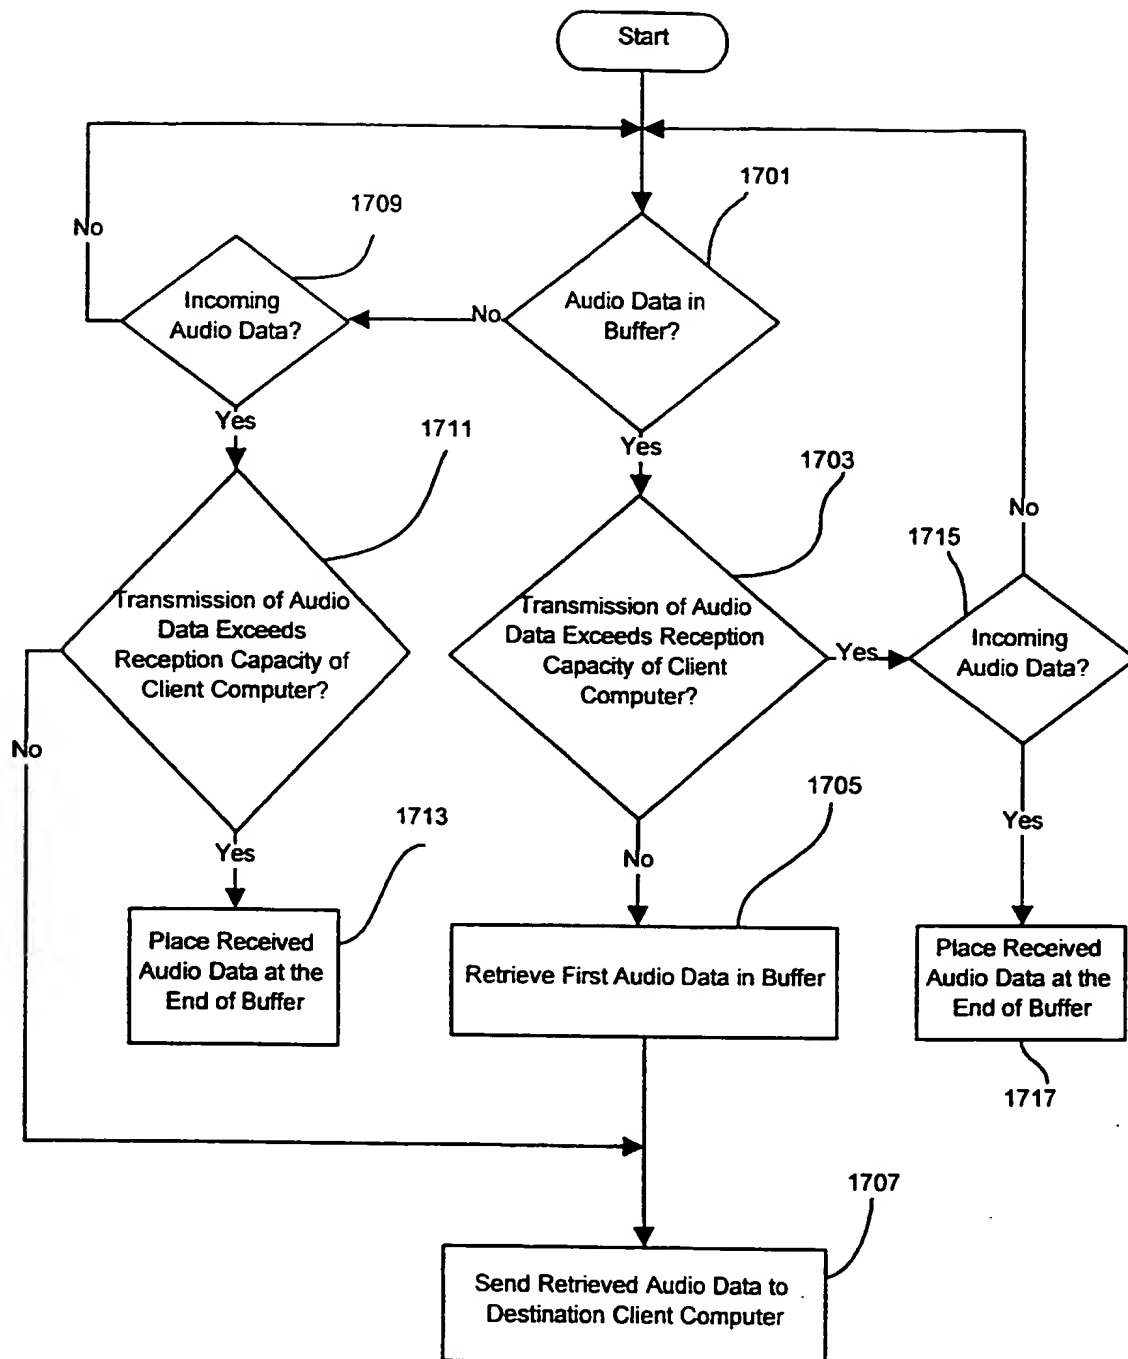 Start
1701
1709
No
Incoming
Audio Data?
No
Audio Data in
Buffer?
Yes
1711
Yes
1703
No
1715
Transmission of Audio
Data Exceeds
Reception Capacity of
Client Computer?
Transmission of Audio
Data Exceeds Reception
Capacity of Client
Computer?
Yes
Incoming
Audio Data?
No
1705
1713
Yes
No
Yes
Place Received
Audio Data at the
End of Buffer
Retrieve First Audio Data in Buffer
Place Received
Audio Data at the
End of Buffer
1717
1707
Send Retrieved Audio Data to
Destination Client Computer